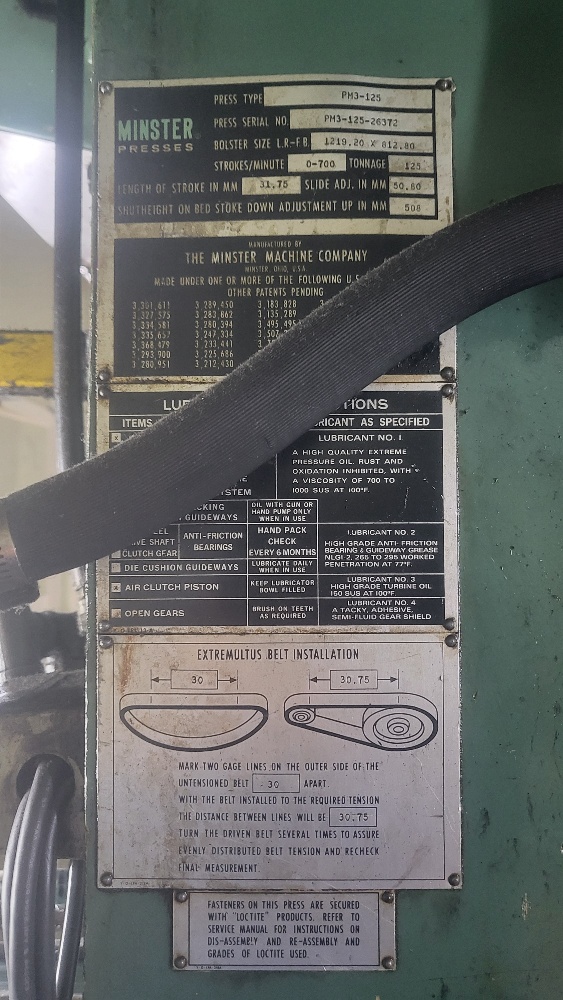 MINSTER
PRESSES
PRESS TYPE PM3-125
PRESS SERIAL NO. PM3-125-26372
BOLSTER SIZE L.R-F.B. 1219.20 X 812.80
STROKES/MINUTE 0-700 TONNAGE 125
LENGTH OF STROKE IN MM 31.75 SLIDE ADJ. IN MM 50.80
SHUTHEIGHT ON BED STOKE DOWN ADJUSTMENT UP IN MM 508
MANUFACTURED BY
THE MINSTER MACHINE COMPANY
MINSTER, OHIO, U.S.A.
MADE UNDER ONE OR MORE OF THE FOLLOWING U.S.
OTHER PATENTS PENDING
3,289,450 3,183,828
3,327,575 3,283,862 3,135,289
3,334,581 3,280,394 3,495,495
3,335,657 3,247,334
3,368,479 3,233,441
3,293,900 3,225,686
3,280,951 3,212,430
LU TIONS
ITEMS RICANT AS SPECIFIED
LUBRICANT NO. 1
A HIGH QUALITY EXTREME
PRESSURE OIL. RUST AND
OXIDATION INHIBITED, WITH
A VISCOSITY OF 700 TO
1000 SUS AT 100°F.
YSTEM
CKING
GUIDEWAYS
OIL WITH GUN OR
HAND PUMP ONLY
WHEN IN USE
EEL
IVE SHAFT
CLUTCH GEAR
ANTI-FRICTION
BEARINGS
HAND PACK
CHECK
EVERY 6 MONTHS
LUBRICANT NO. 2
HIGH GRADE ANTI-FRICTION
BEARING & GUIDEWAY GREASE
NLGI-2, 265 TO 295 WORKED
PENETRATION AT 77°F.
DIE CUSHION GUIDEWAYS
LUBRICATE DAILY
WHEN IN USE
AIR CLUTCH PISTON
KEEP LUBRICATOR
BOWL FILLED
LUBRICANT NO. 3
HIGH GRADE TURBINE OIL
150 SUS AT 100°F.
OPEN GEARS
BRUSH ON TEETH
AS REQUIRED
LUBRICANT NO. 4
A TACKY, ADHESIVE,
SEMI-FLUID GEAR SHIELD
EXTREMULTUS BELT INSTALLATION
30 30.75
MARK TWO GAGE LINES ON THE OUTER SIDE OF THE
UNTENSIONED BELT 30 APART.
WITH THE BELT INSTALLED TO THE REQUIRED TENSION
THE DISTANCE BETWEEN LINES WILL BE 30.75
TURN THE DRIVEN BELT SEVERAL TIMES TO ASSURE
EVENLY DISTRIBUTED BELT TENSION AND RECHECK
FINAL MEASUREMENT.
FASTENERS ON THIS PRESS ARE SECURED
WITH "LOCTITE" PRODUCTS. REFER TO
SERVICE MANUAL FOR INSTRUCTIONS ON
DIS-ASSEMBLY AND RE-ASSEMBLY AND
GRADES OF LOCTITE USED.